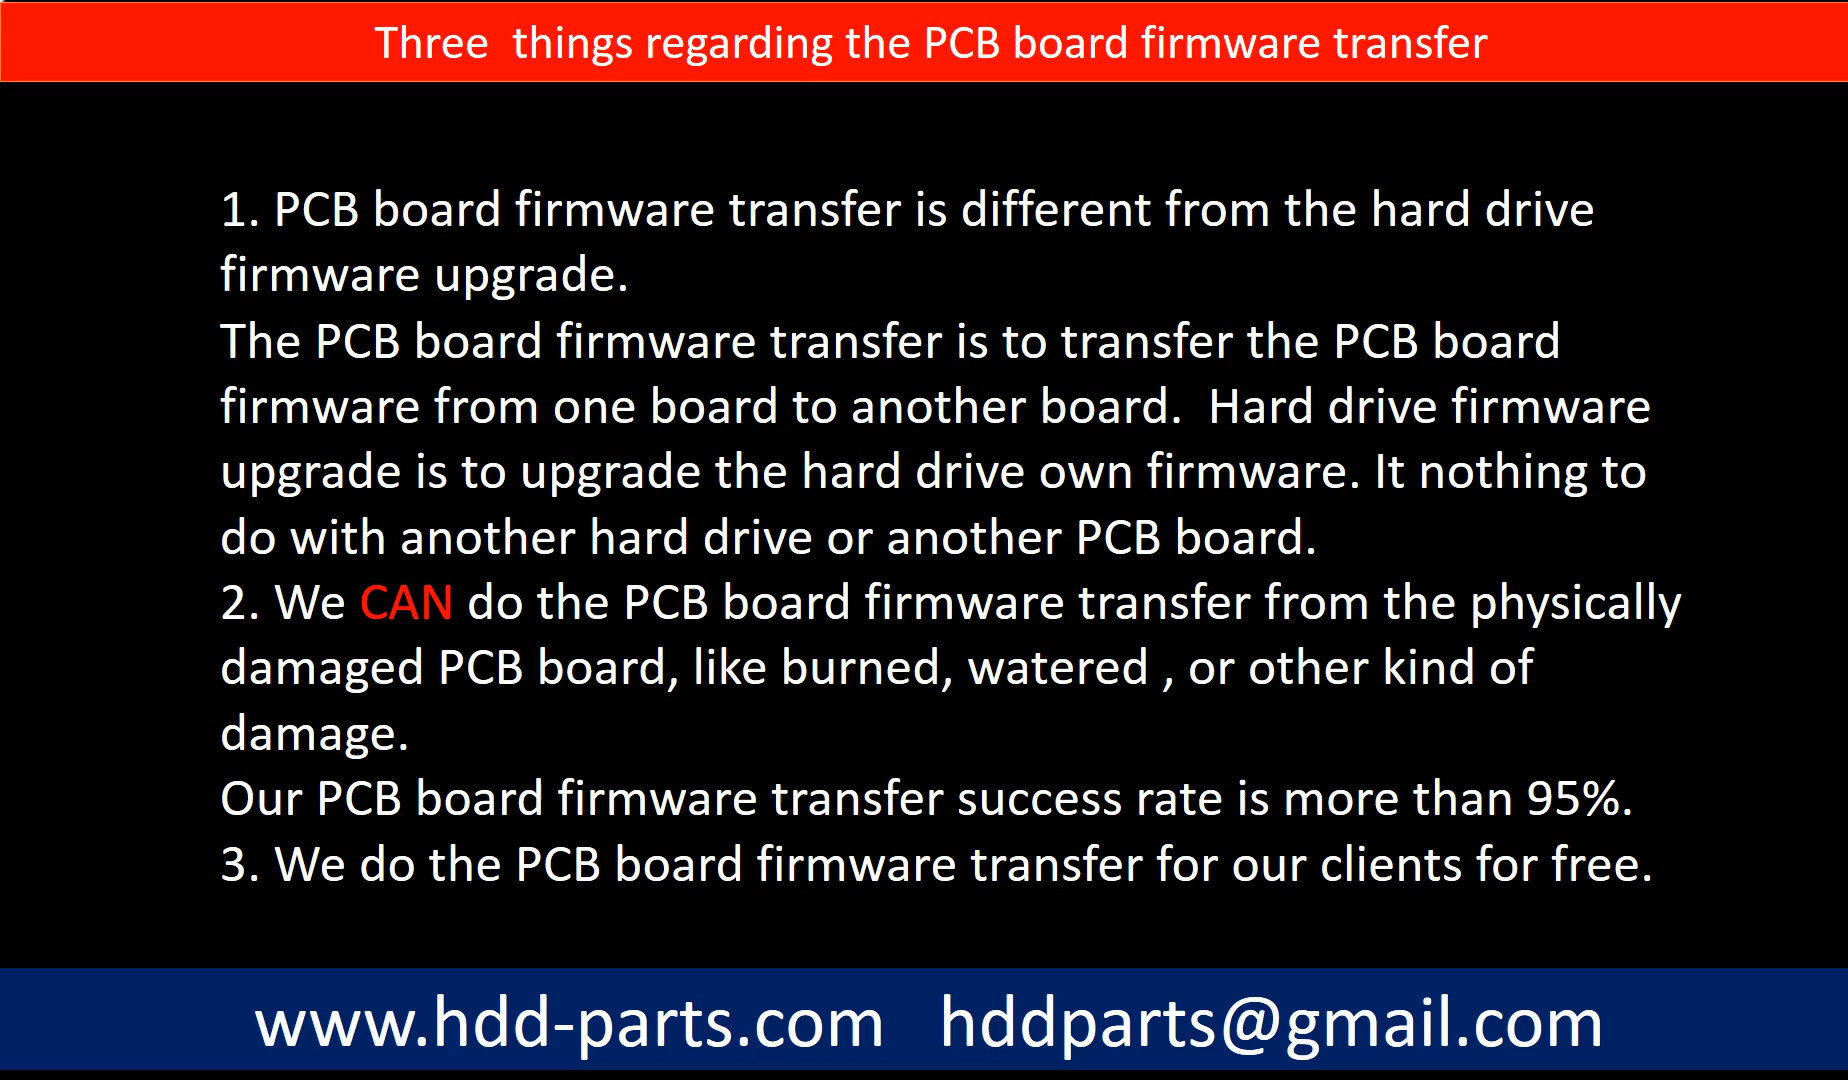 Three  things regarding the PCB board firmware transfer
1. PCB board firmware transfer is different from the hard drive
firmware upgrade.
The PCB board firmware transfer is to transfer the PCB board
firmware from one board to another board.  Hard drive firmware
upgrade is to upgrade the hard drive own firmware. It nothing to
do with another hard drive or another PCB board.
2. We CAN do the PCB board firmware transfer from the physically
damaged PCB board, like burned, watered , or other kind of
damage.
Our PCB board firmware transfer success rate is more than 95%.
3. We do the PCB board firmware transfer for our clients for free.
www.hdd-parts.com   hddparts@gmail.com